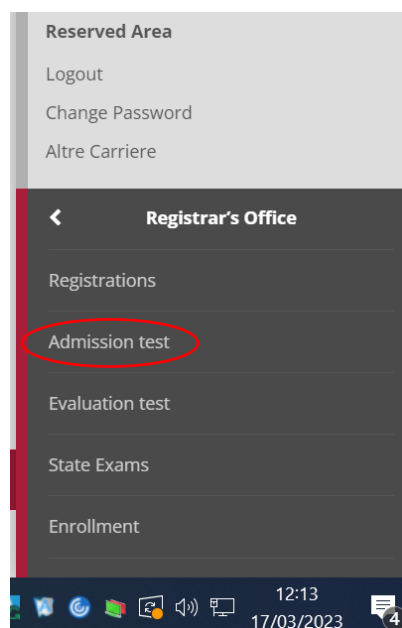 Reserved Area
Logout
Change Password
Altre Carriere
Registrar's Office
Registrations
Admission test
Evaluation test
State Exams
Enrollment
12:13
17/03/2023
4